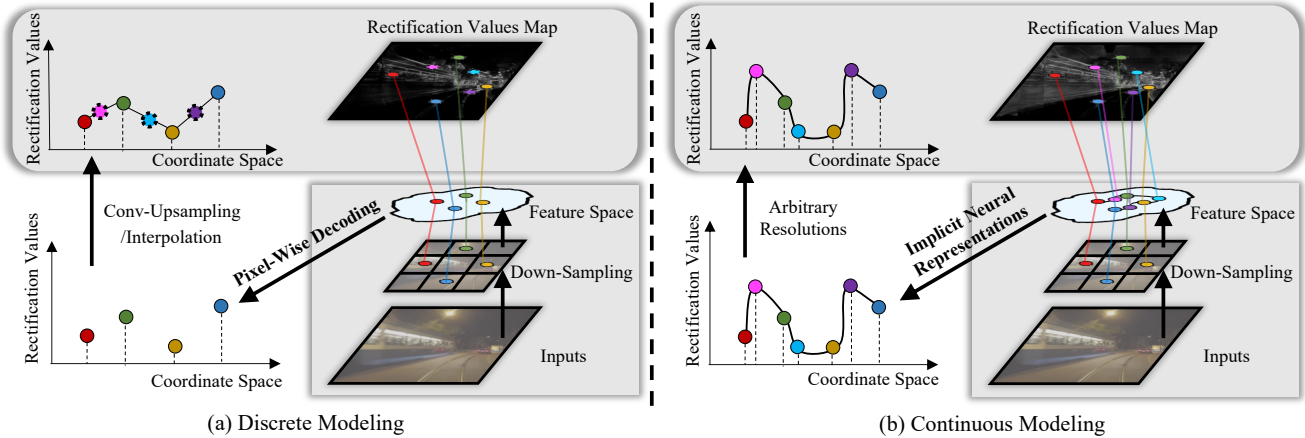 Rectification Values Map
Rectification Values
Coordinate Space
Conv-Upsampling
/Interpolation
Pixel-Wise Decoding
Feature Space
Down-Sampling
Inputs
Rectification Values
Coordinate Space
(a) Discrete Modeling
Rectification Values Map
Rectification Values
Coordinate Space
Arbitrary
Resolutions
Implicit Neural
Representations
Feature Space
Down-Sampling
Inputs
Rectification Values
Coordinate Space
(b) Continuous Modeling